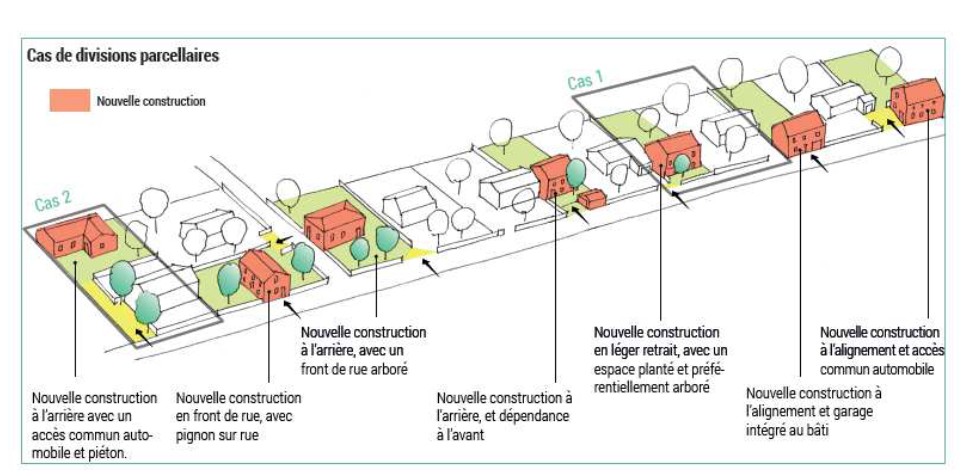 Cas de divisions parcellaires
Nouvelle construction
Cas 1
Cas 2
Nouvelle construction
à l'arrière avec un
accès commun auto-
mobile et piéton.
Nouvelle construction
en front de rue, avec
pignon sur rue
Nouvelle construction
à l'arrière, avec un
front de rue arboré
Nouvelle construction à
l'arrière, et dépendance
à l'avant
Nouvelle construction
en léger retrait, avec un
espace planté et préfé-
rentiellement arboré
Nouvelle construction à
l'alignement et garage
intégré au bâti
Nouvelle construction
à l'alignement et accès
commun automobile